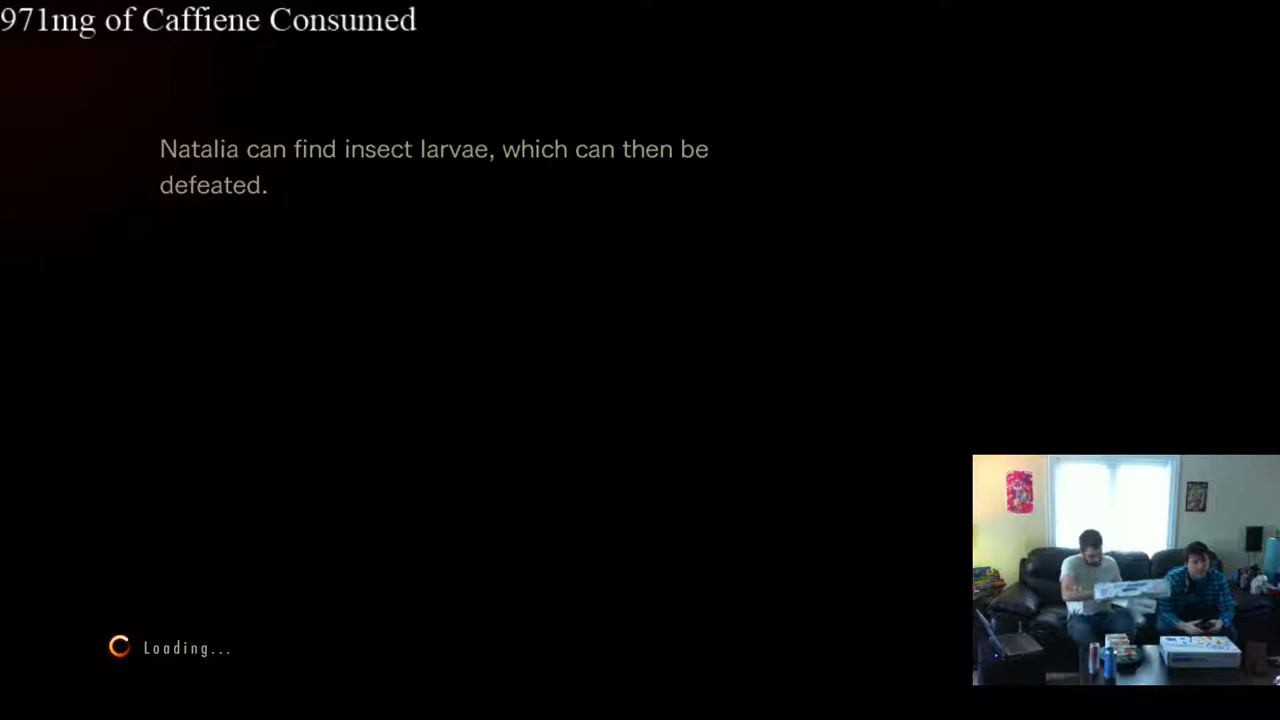 971mg of Caffiene Consumed
Natalia can find insect larvae, which can then be
defeated.
Loading...